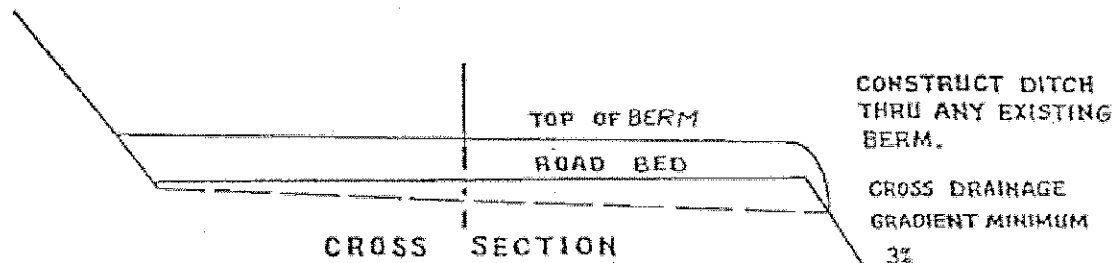 TOP OF BERM
ROAD BED
CROSS SECTION
CONSTRUCT DITCH
THRU ANY EXISTING
BERM.
CROSS DRAINAGE
GRADIENT MINIMUM
3%